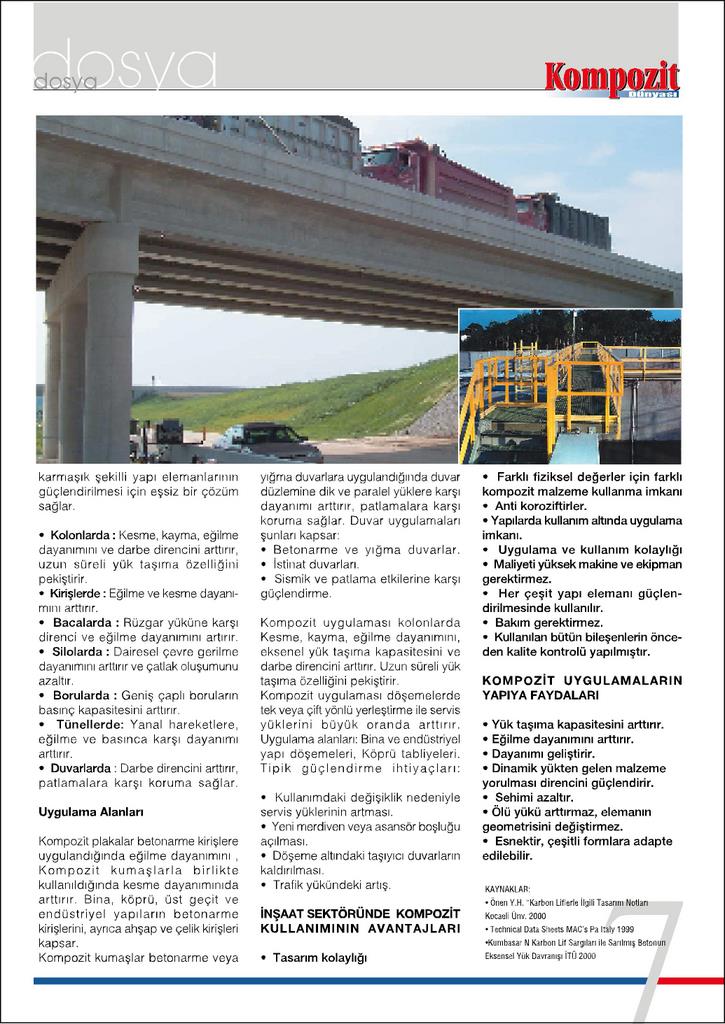 dosya
dosya
Kompozit
Dünyası
karmaşık şekilli yapı elemanlarının
güçlendirilmesi için eşsiz bir çözüm
sağlar.
• Kolonlarda : Kesme, kayma, eğilme
dayanımını ve darbe direncini arttırır,
uzun süreli yük taşıma özelliğini
pekiştirir.
• Kirişlerde : Eğilme ve kesme dayanı-
mını arttırır.
• Bacalarda : Rüzgar yüküne karşı
direnci ve eğilme dayanımını artırır.
• Silolarda : Dairesel çevre gerilme
dayanımını arttırır ve çatlak oluşumunu
azaltır.
• Borularda : Geniş çaplı boruların
basınç kapasitesini arttırır.
• Tünellerde: Yanal hareketlere,
eğilme ve basınca karşı dayanımı
arttırır.
• Duvarlarda : Darbe direncini arttırır,
patlamalara karşı koruma sağlar.
Uygulama Alanları
Kompozit plakalar betonarme kirişlere
uygulandığında eğilme dayanımını ,
Kompozit kumaşlarla birlikte
kullanıldığında kesme dayanımınıda
arttırır. Bina, köprü, üst geçit ve
endüstriyel yapıların betonarme
kirişlerini, ayrıca ahşap ve çelik kirişleri
kapsar.
Kompozit kumaşlar betonarme veya
yığma duvarlara uygulandığında duvar
düzlemine dik ve paralel yüklere karşı
dayanımı arttırır, patlamalara karşı
koruma sağlar. Duvar uygulamaları
şunları kapsar:
• Betonarme ve yığma duvarlar.
• İstinat duvarları.
• Sismik ve patlama etkilerine karşı
güçlendirme.
Kompozit uygulaması kolonlarda
Kesme, kayma, eğilme dayanımını,
eksenel yük taşıma kapasitesini ve
darbe direncini arttırır. Uzun süreli yük
taşıma özelliğini pekiştirir.
Kompozit uygulaması döşemelerde
tek veya çift yönlü yerleştirme ile servis
yüklerini büyük oranda arttırır.
Uygulama alanları: Bina ve endüstriyel
yapı döşemeleri, Köprü tabliyeleri.
Tipik güçlendirme ihtiyaçları:
• Kullanımdaki değişiklik nedeniyle
servis yüklerinin artması.
• Yeni merdiven veya asansör boşluğu
açılması.
• Döşeme altındaki taşıyıcı duvarların
kaldırılması.
• Trafik yükündeki artış.
İNŞAAT SEKTÖRÜNDE KOMPOZİT
KULLANIMININ AVANTAJLARI
• Tasarım kolaylığı
• Farklı fiziksel değerler için farklı
kompozit malzeme kullanma imkanı
• Anti koroziftirler.
• Yapılarda kullanım altında uygulama
imkanı.
• Uygulama ve kullanım kolaylığı
• Maliyeti yüksek makine ve ekipman
gerektirmez.
• Her çeşit yapı elemanı güçlen-
dirilmesinde kullanılır.
• Bakım gerektirmez.
• Kullanılan bütün bileşenlerin önce-
den kalite kontrolü yapılmıştır.
KOMPOZİT UYGULAMALARIN
YAPIYA FAYDALARI
• Yük taşıma kapasitesini arttırır.
• Eğilme dayanımını arttırır.
• Dayanımı geliştirir.
• Dinamik yükten gelen malzeme
yorulması direncini güçlendirir.
• Sehimi azaltır.
• Ölü yükü arttırmaz, elemanın
geometrisini değiştirmez.
• Esnektir, çeşitli formlara adapte
edilebilir.
KAYNAKLAR:
• Önen Y.H. "Karbon Liflerle İlgili Tasarım Notları
Kocaeli Ünv. 2000
• Technical Data Sheets MAC's Pa Italy 1999
•Kumbasar N Karbon Lif Sargıları ile Sarılmış Betonun
Eksensel Yük Davranışı İTÜ 2000
7